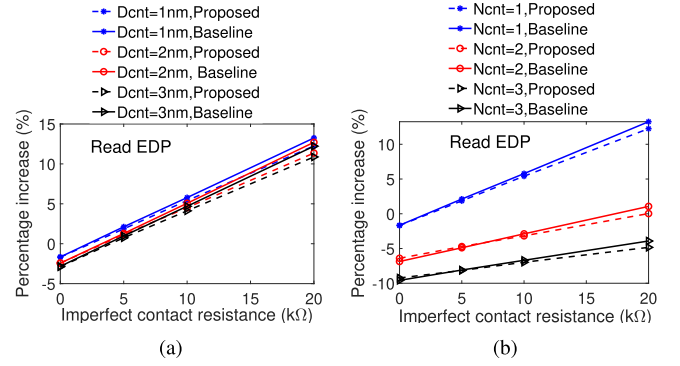 Dcnt=1nm,Proposed
Dcnt=1nm,Baseline
Dcnt=2nm,Proposed
Dcnt=2nm, Baseline
Dcnt=3nm,Proposed
Dcnt=3nm,Baseline
Percentage increase (%)
15
10
5
0
-5
Read EDP
0
5
10
15
20
Imperfect contact resistance (kΩ)
(a)
Ncnt=1,Proposed
Ncnt=1,Baseline
Ncnt=2,Proposed
Ncnt=2,Baseline
Ncnt=3,Proposed
Ncnt=3,Baseline
Percentage increase (%)
10
5
0
-5
-10
Read EDP
0
5
10
15
20
Imperfect contact resistance (kΩ)
(b)